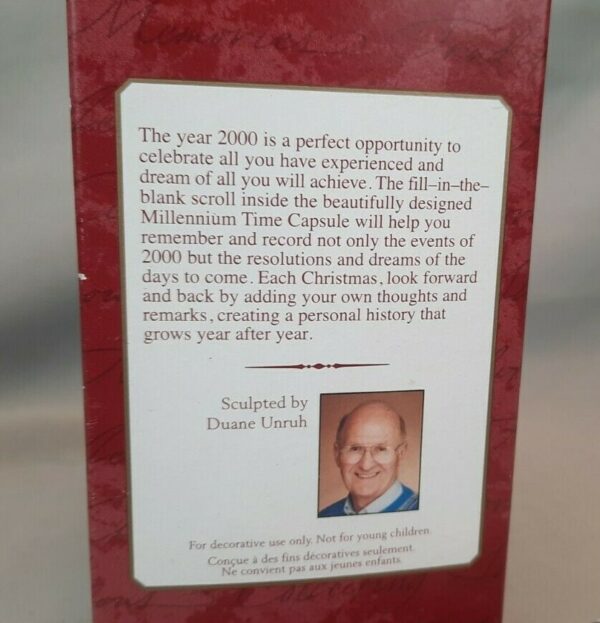 Memories
The year 2000 is a perfect opportunity to
celebrate all you have experienced and
dream of all you will achieve. The fill–in–the–
blank scroll inside the beautifully designed
Millennium Time Capsule will help you
remember and record not only the events of
2000 but the resolutions and dreams of the
days to come. Each Christmas, look forward
and back by adding your own thoughts and
remarks, creating a personal history that
grows year after year.
Sculpted by
Duane Unruh
For decorative use only. Not for young children.
Conçue à des fins décoratives seulement.
Ne convient pas aux jeunes enfants.